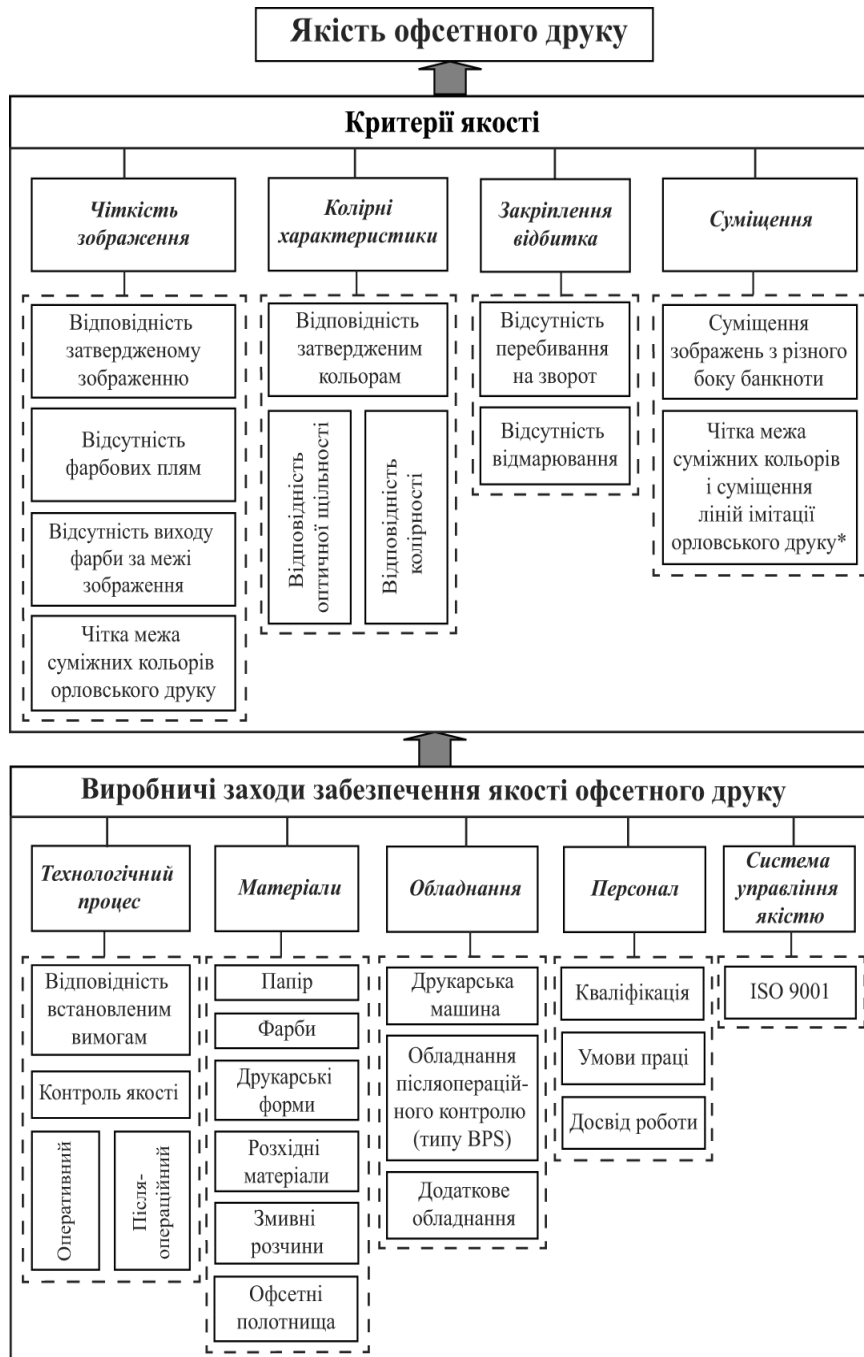 Якість офсетного друку
Критерії якості
Чіткість
зображення
Відповідність
затвердженому
зображенню
Відсутність
фарбових плям
Відсутність виходу
фарби за межі
зображення
Чітка межа
суміжних кольорів
орловського друку
Колірні
характеристики
Відповідність
затвердженим
кольорам
Відповідність
оптичної щільності
Відповідність
колірності
Закріплення
відбитка
Відсутність
перебивання
на зворот
Відсутність
відмарювання
Суміщення
Суміщення
зображень з різного
боку банкноти
Чітка межа
суміжних кольорів
і суміщення
ліній імітації
орловського друку*
Виробничі заходи забезпечення якості офсетного друку
Технологічний
процес
Відповідність
встановленим
вимогам
Контроль якості
Оперативний
Після-
операційний
Матеріали
Папір
Фарби
Друкарські
форми
Розхідні
матеріали
Змивні
розчини
Офсетні
полотнища
Обладнання
Друкарська
машина
Обладнання
післяоперацій-
ного контролю
(типу BPS)
Додаткове
обладнання
Персонал
Кваліфікація
Умови праці
Досвід роботи
Система
управління
якістю
ISO 9001